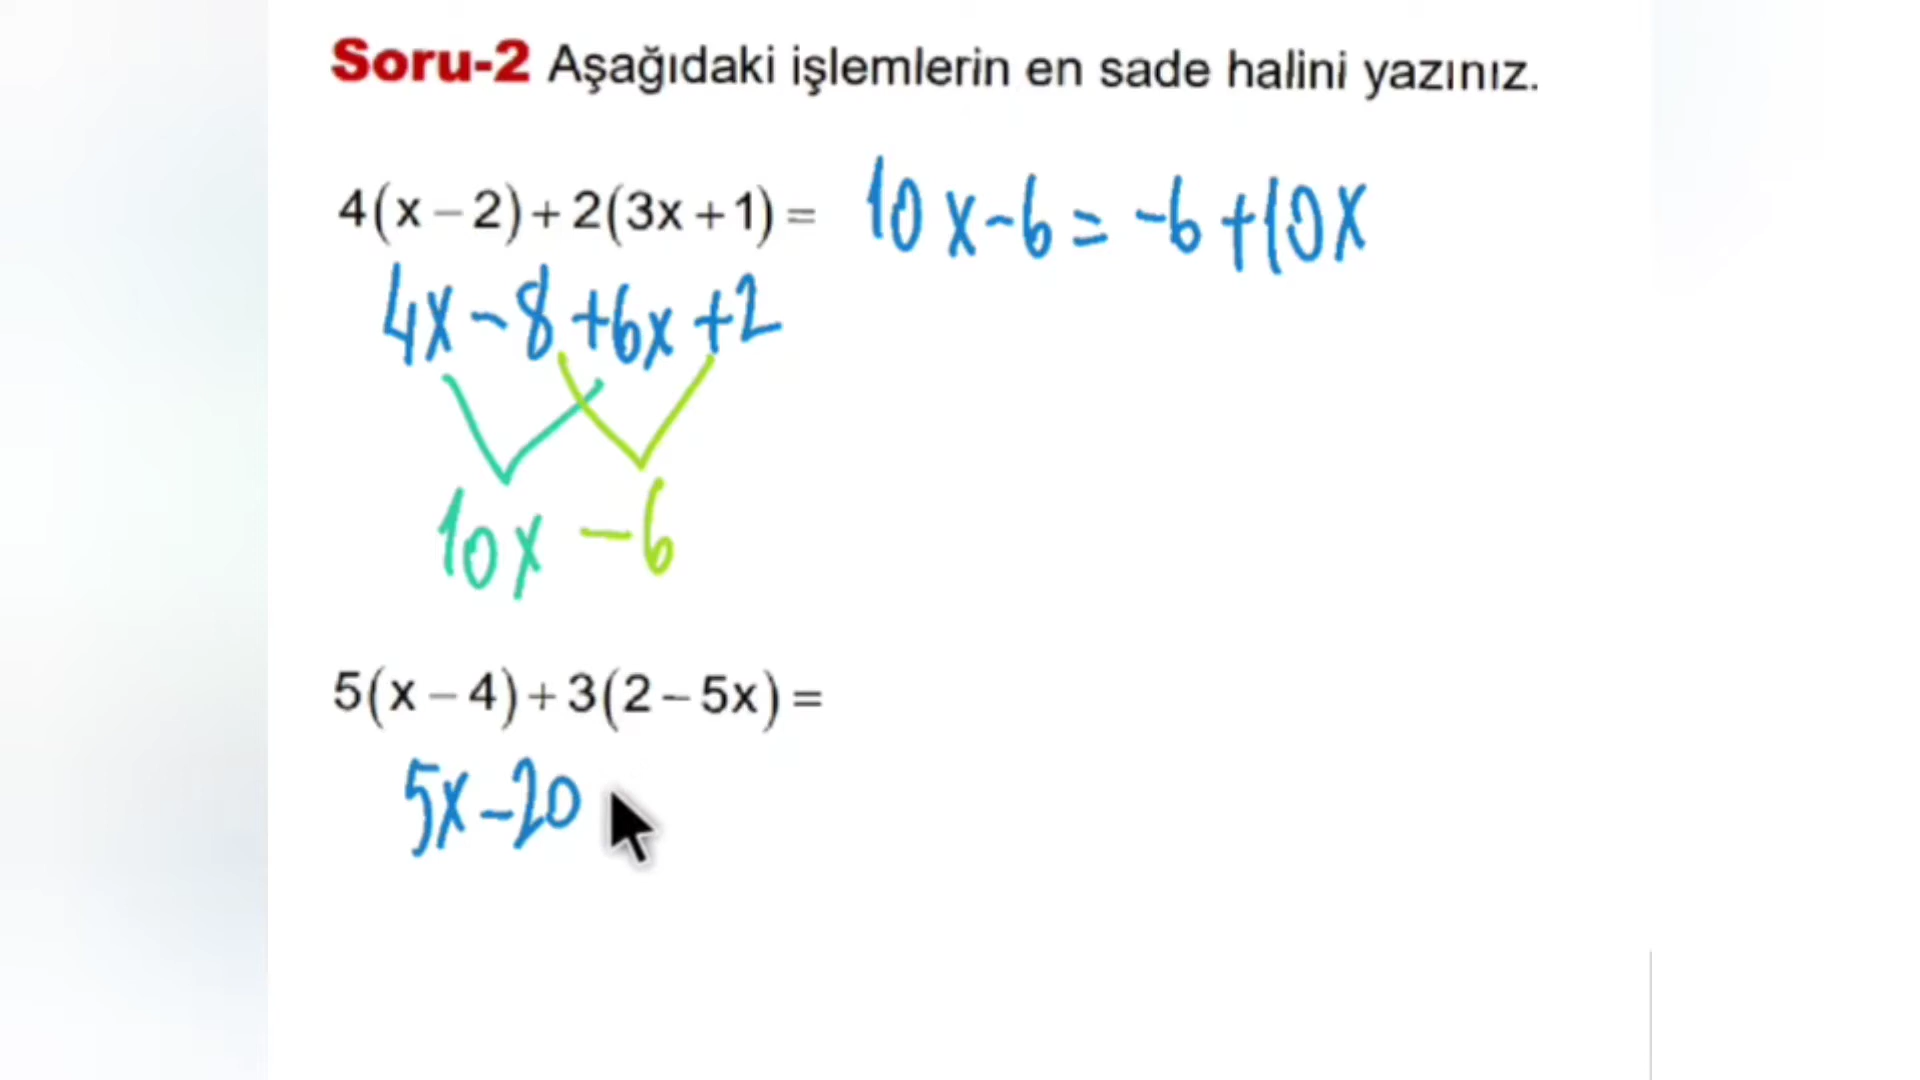 Soru-2 Aşağıdaki işlemlerin en sade halini yazınız.
4(x − 2) + 2(3x + 1) = 10x - 6 = -6 + 10x
4x - 8 + 6x + 2
10x - 6
5(x − 4) + 3(2 − 5x) =
5x - 20